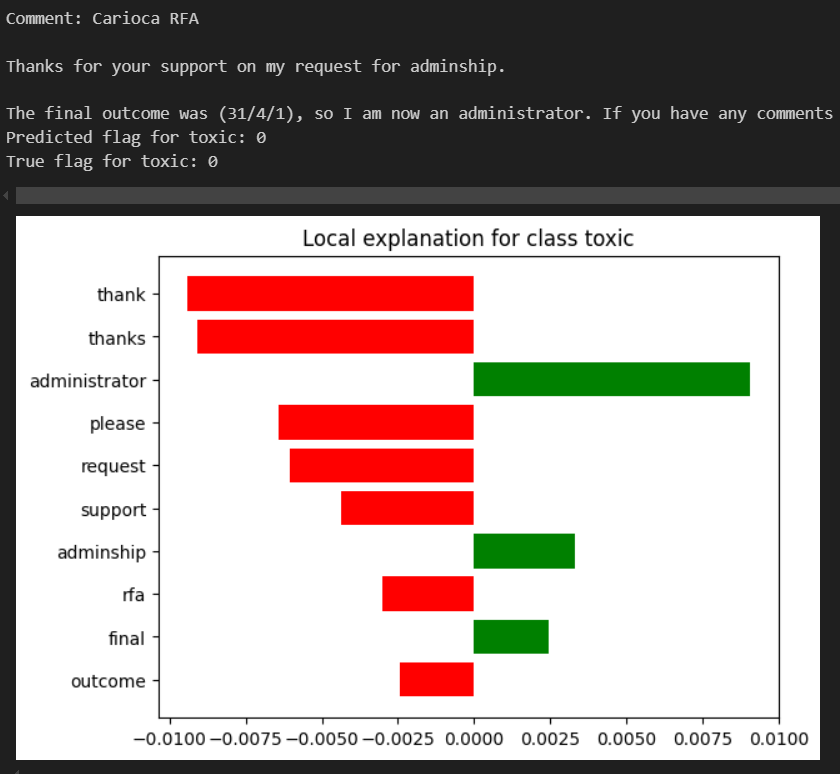 Comment: Carioca RFA
Thanks for your support on my request for adminship.
The final outcome was (31/4/1), so I am now an administrator. If you have any comments
Predicted flag for toxic: 0
True flag for toxic: 0
Local explanation for class toxic
thank
thanks
administrator
please
request
support
adminship
rfa
final
outcome
−0.0100 −0.0075 −0.0050 −0.0025 0.0000 0.0025 0.0050 0.0075 0.0100